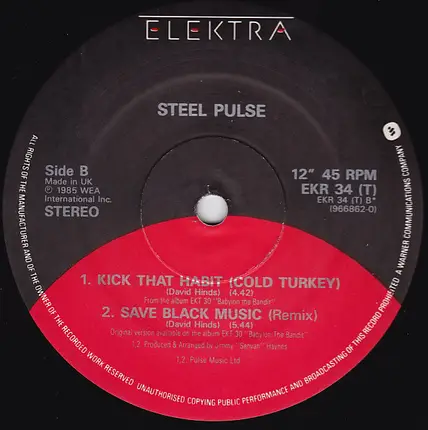 ELEKTRA
STEEL PULSE
Side B
Made in UK
℗ 1985 WEA
International Inc.
STEREO
12" 45 RPM
EKR 34 (T)
EKR 34 (T) B*
(966862-0)
1. KICK THAT HABIT (COLD TURKEY)
(David Hinds) (4.42)
From the album EKT 30 "Babylon the Bandit"
2. SAVE BLACK MUSIC (Remix)
(David Hinds) (5.44)
Original version available on the album EKT 30 "Babylon The Bandit"
1,2. Produced & Arranged by Jimmy "Senyah" Haynes
1,2. Pulse Music Ltd
ALL RIGHTS OF THE MANUFACTURER AND OF THE OWNER OF THE RECORDED WORK RESERVED UNAUTHORISED COPYING PUBLIC PERFORMANCE AND BROADCASTING OF THIS RECORD PROHIBITED A WARNER COMMUNICATIONS COMPANY